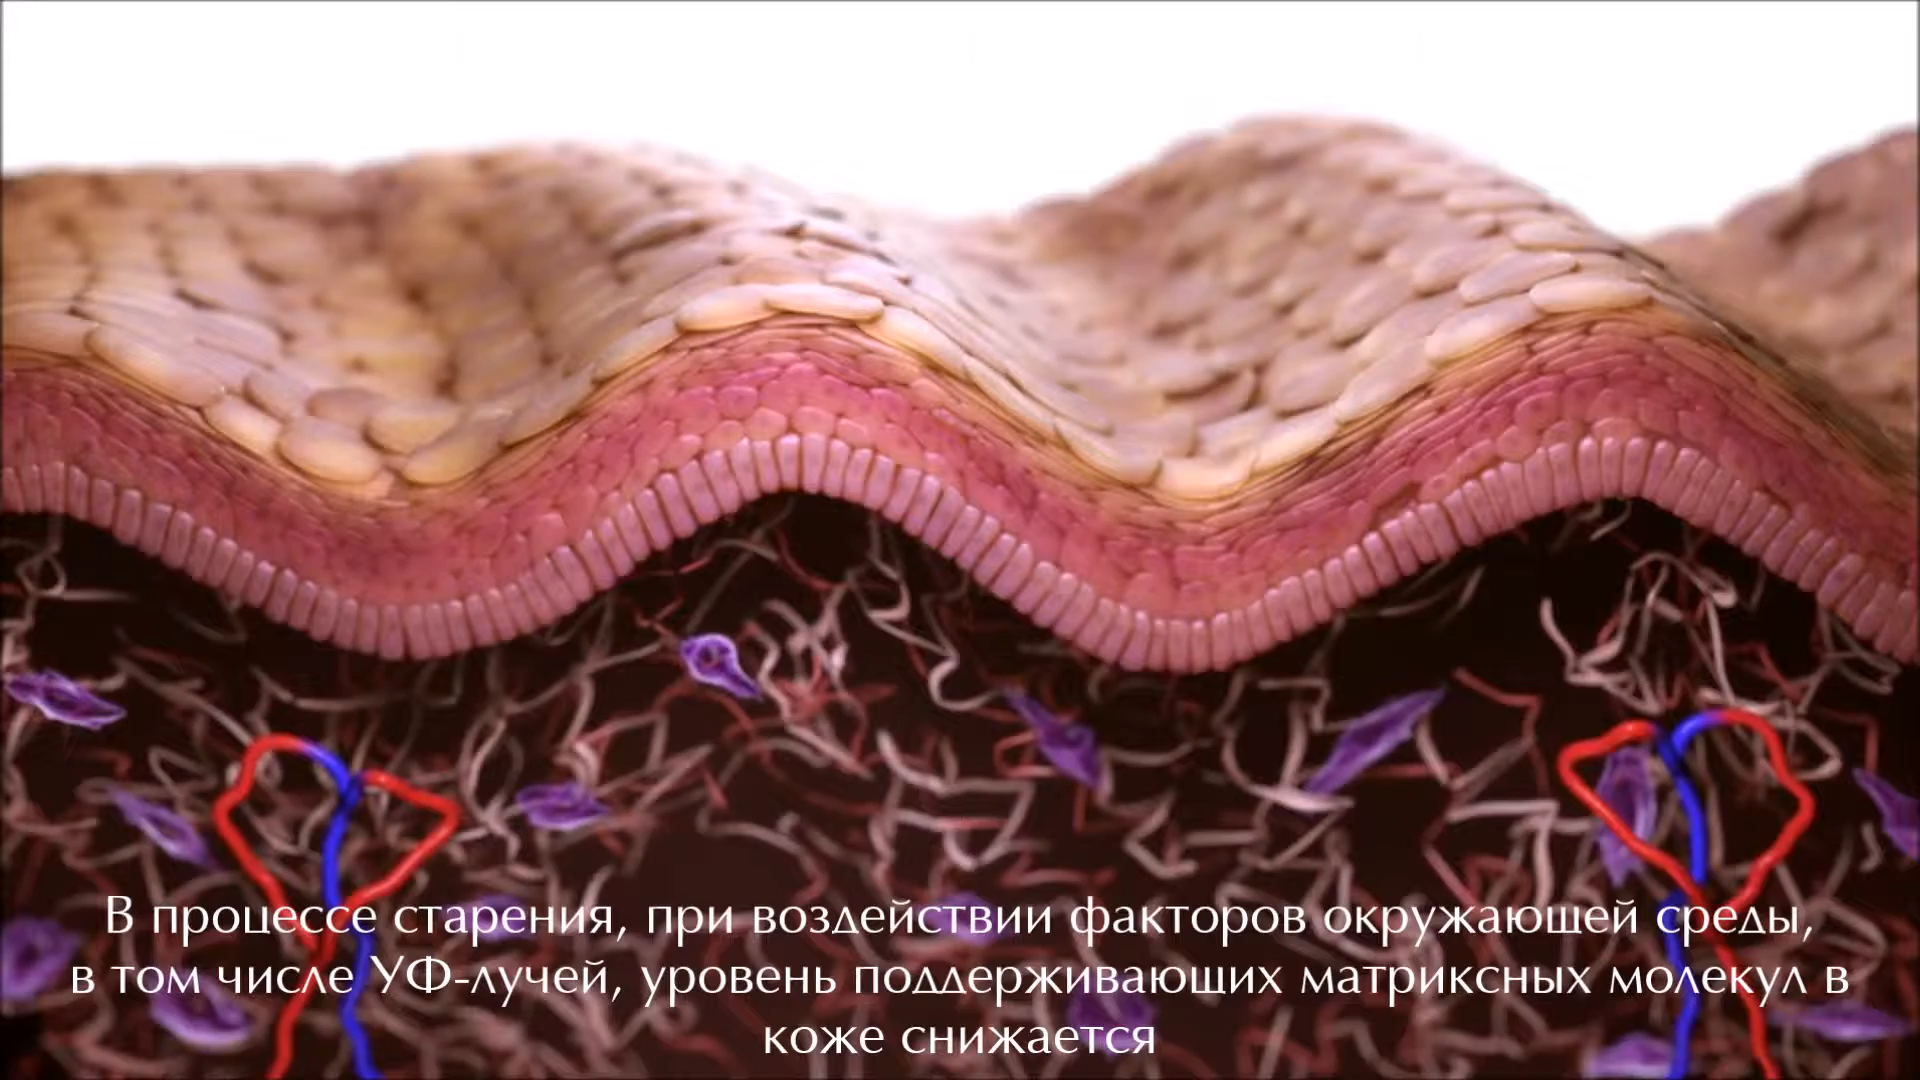 В процессе старения, при воздействии факторов окружающей среды,
в том числе УФ-лучей, уровень поддерживающих матриксных молекул в
коже снижается